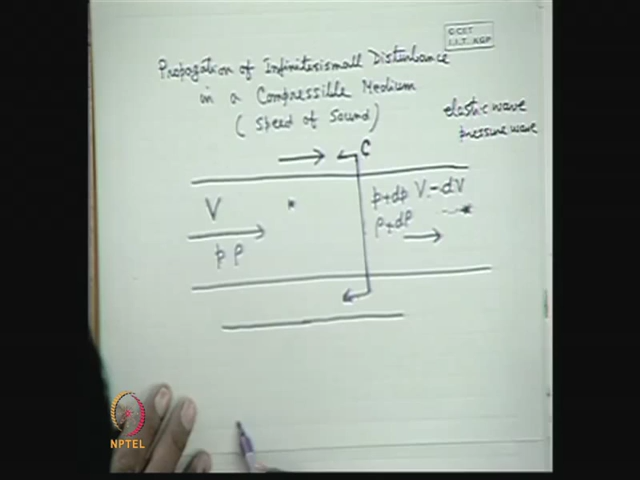 © CET
I.I.T. KGP
Propagation of Infinitesimall Disturbance
in a Compressible Medium
(Speed of Sound)
elastic wave
pressure wave
C
V
p+dp V-dV
ρ+dρ
p ρ
NPTEL